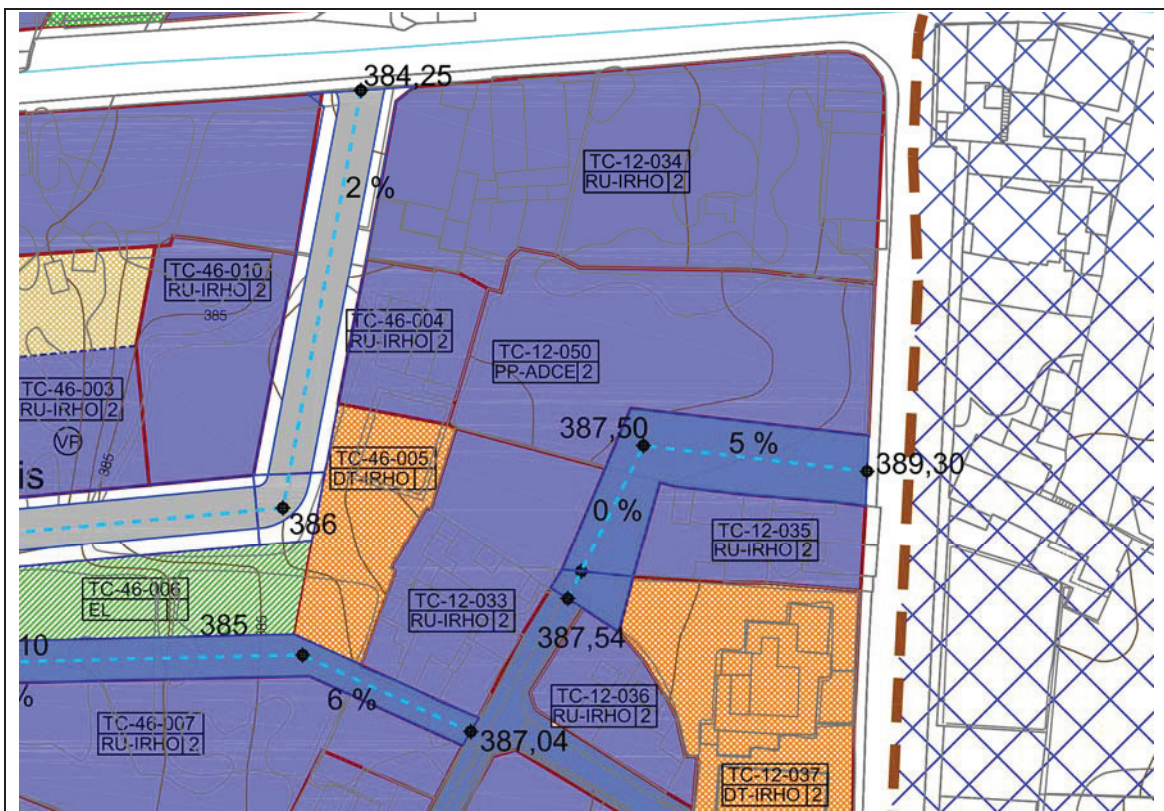 384,25
TC-12-034
RU-IRHO 2
2 %
TC-46-010
RU-IRHO 2
385
TC-46-004
RU-IRHO 2
TC-12-050
PP-ADCE 2
TC-46-003
RU-IRHO 2
VF
385
387,50
5 %
389,30
TC-46-005
DT-IRHO
is
386
0 %
TC-12-035
RU-IRHO 2
TC-46-006
EL
TC-12-033
RU-IRHO 2
385
387,54
10
%
6 %
TC-12-036
RU-IRHO 2
TC-46-007
RU-IRHO 2
387,04
TC-12-037
DT-IRHO 2